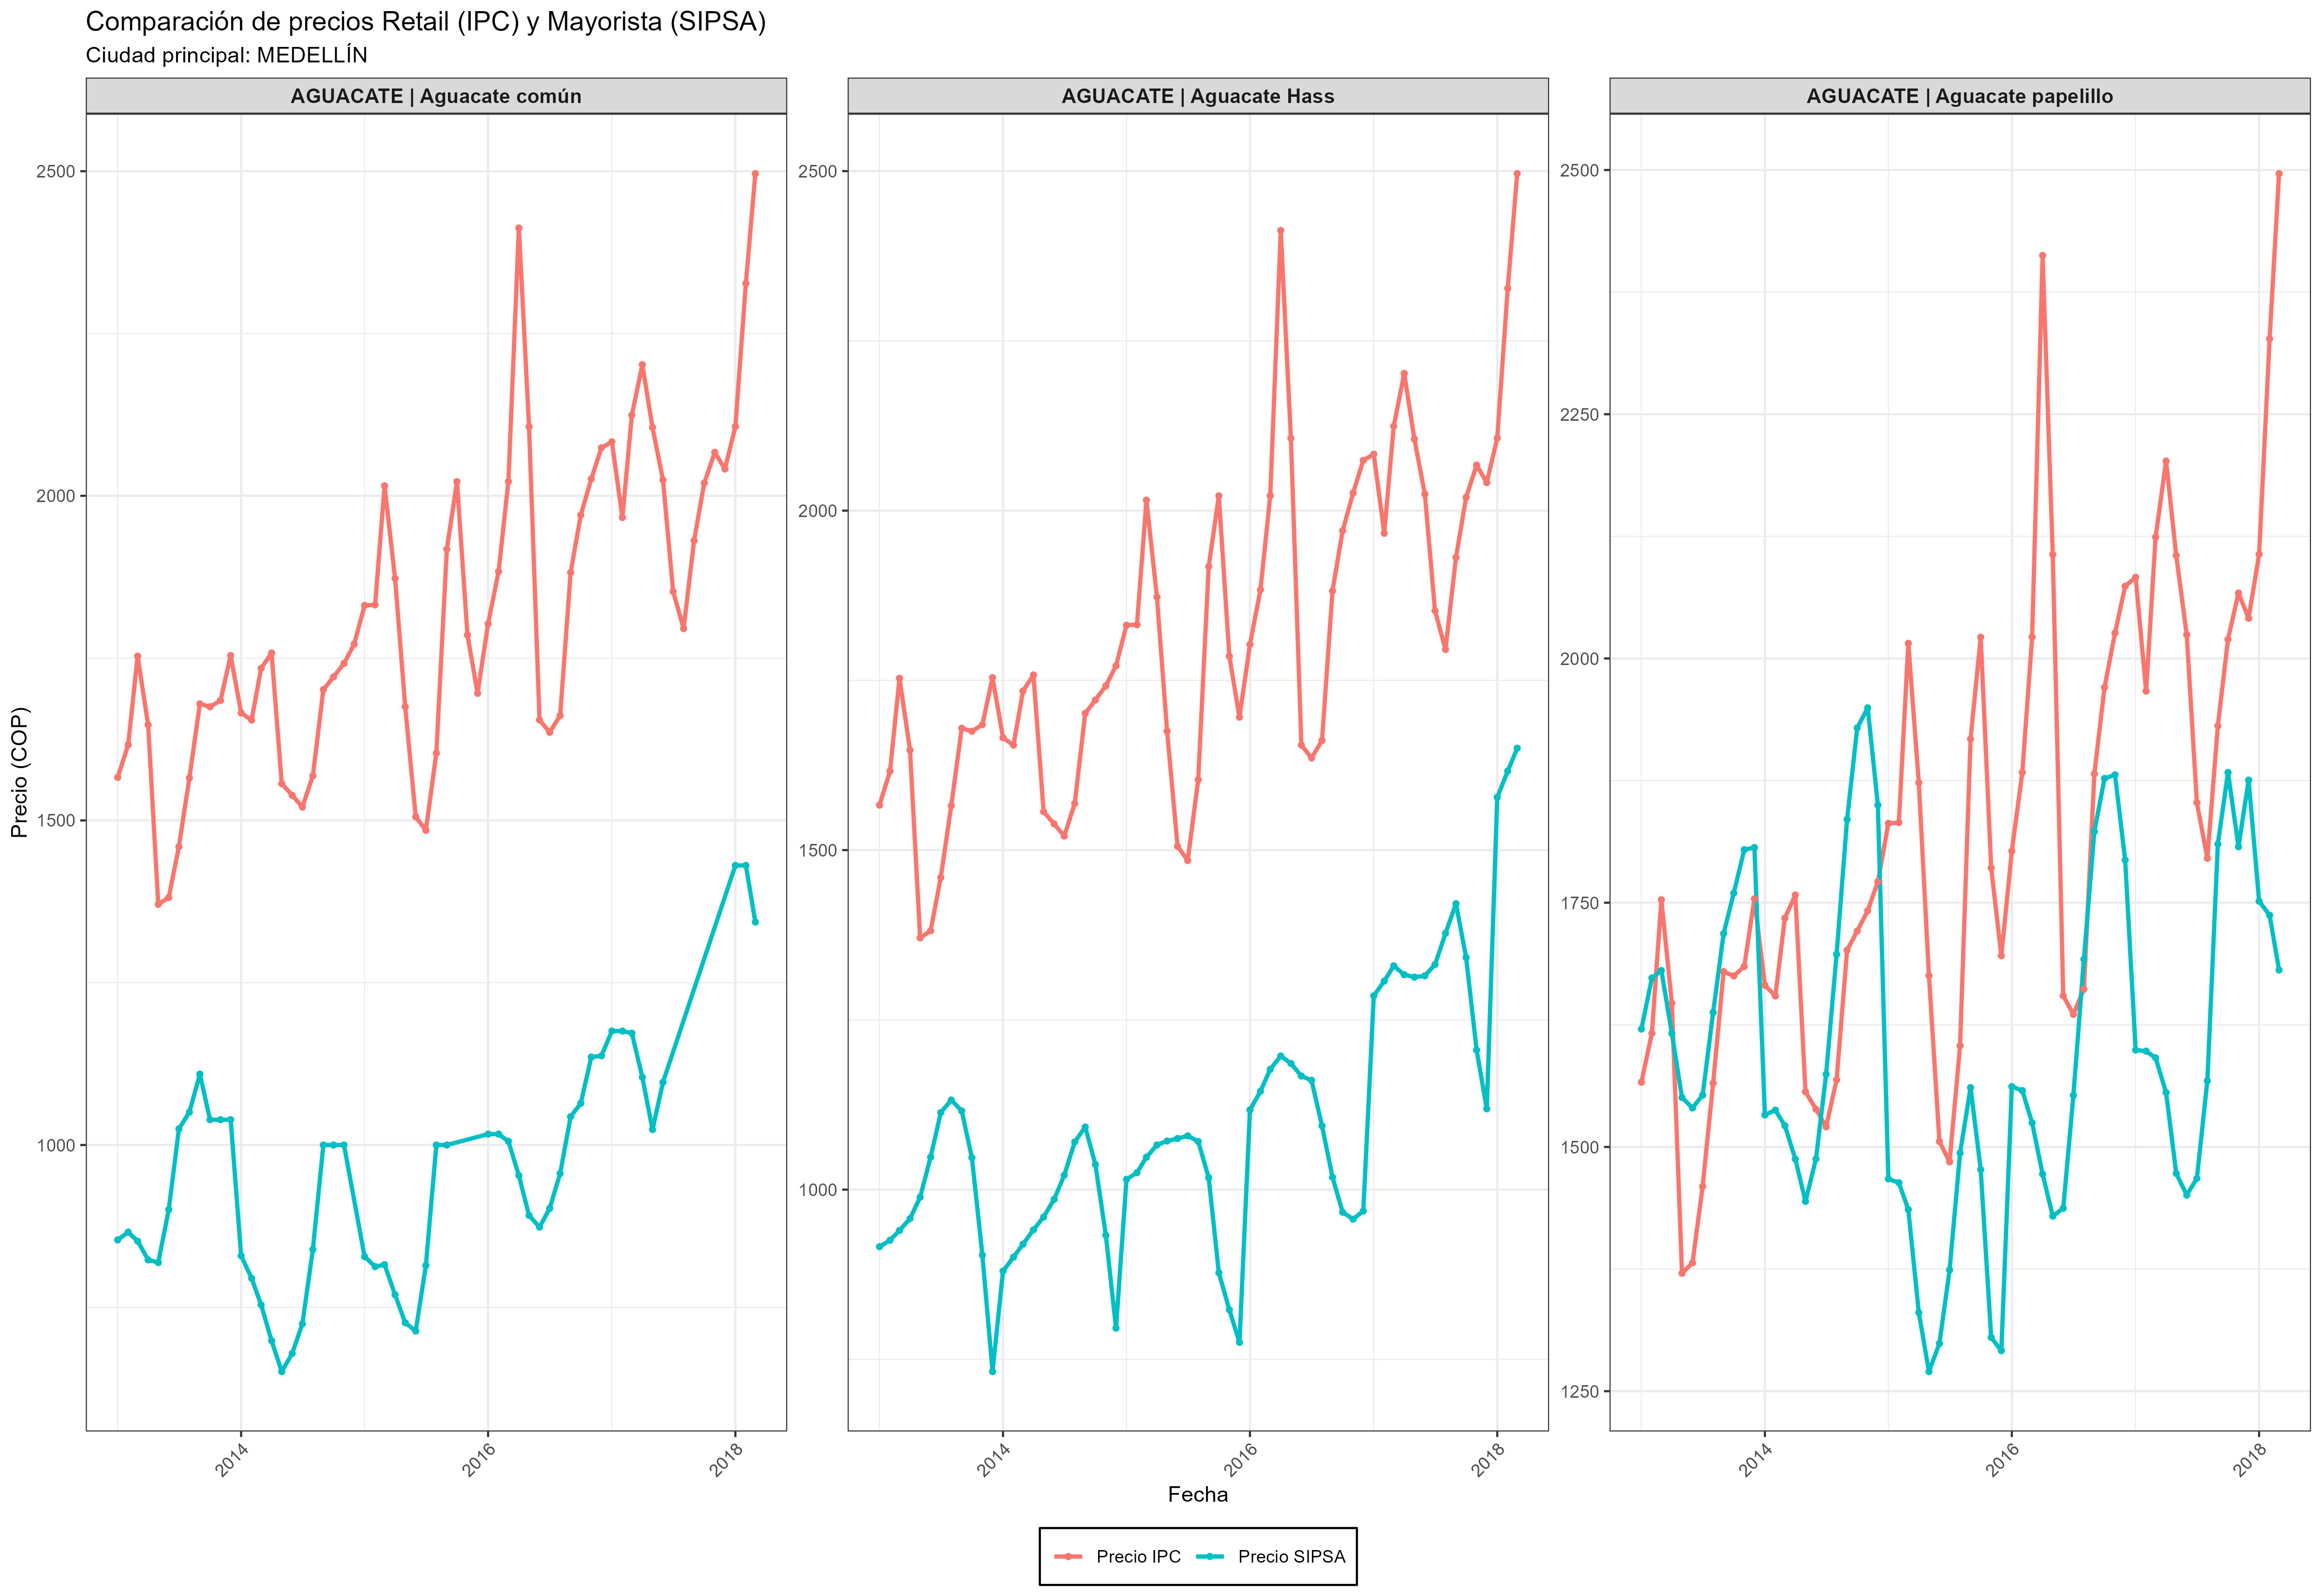 Comparación de precios Retail (IPC) y Mayorista (SIPSA)
Ciudad principal: MEDELLÍN
AGUACATE | Aguacate común
AGUACATE | Aguacate Hass
AGUACATE | Aguacate papelillo
Precio (COP)
2500
2000
1500
1000
2500
2000
1500
1000
2500
2250
2000
1750
1500
1250
2014
2016
2018
2014
2016
2018
2014
2016
2018
Fecha
Precio IPC
Precio SIPSA